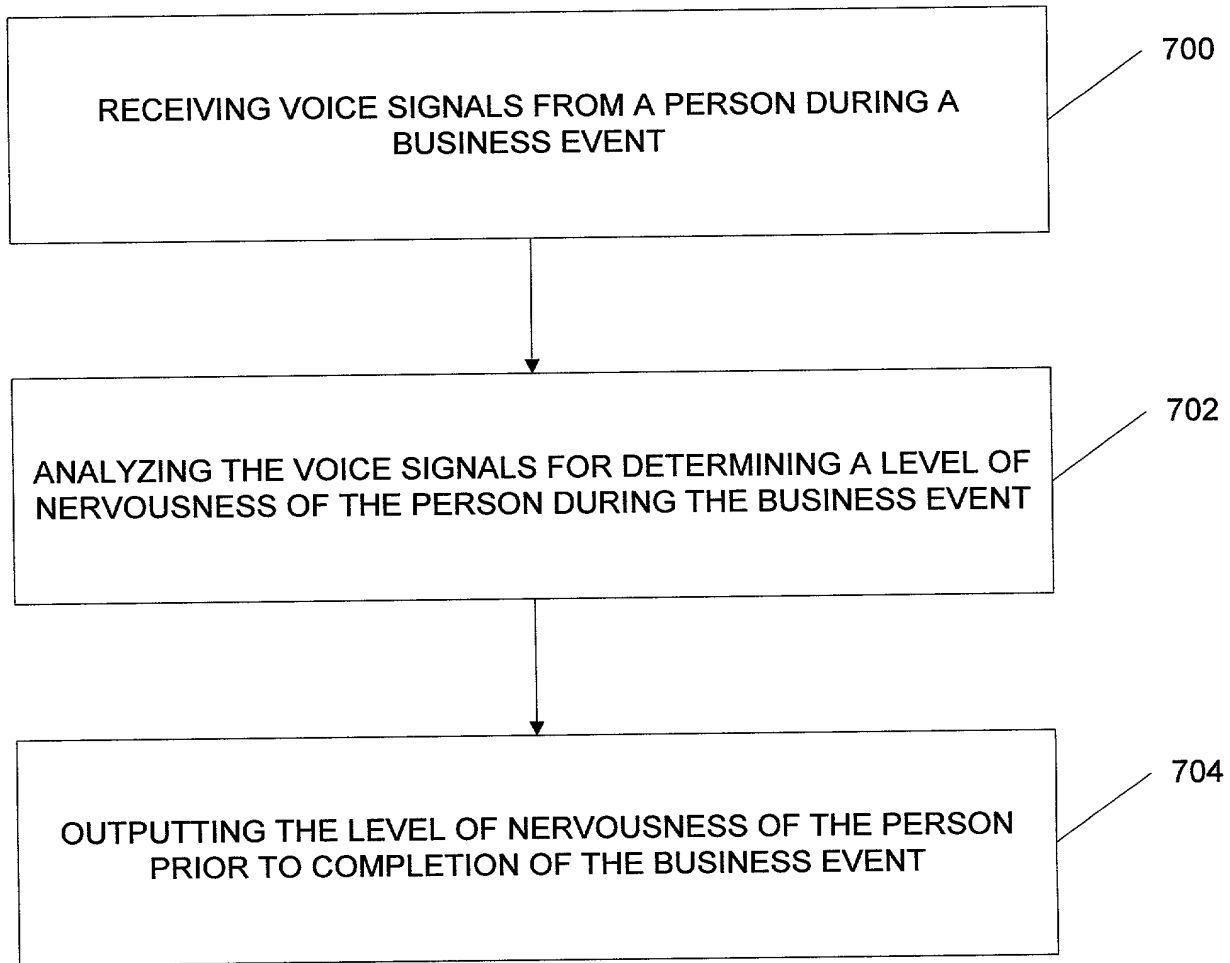 700
RECEIVING VOICE SIGNALS FROM A PERSON DURING A
BUSINESS EVENT
702
ANALYZING THE VOICE SIGNALS FOR DETERMINING A LEVEL OF
NERVOUSNESS OF THE PERSON DURING THE BUSINESS EVENT
704
OUTPUTTING THE LEVEL OF NERVOUSNESS OF THE PERSON
PRIOR TO COMPLETION OF THE BUSINESS EVENT